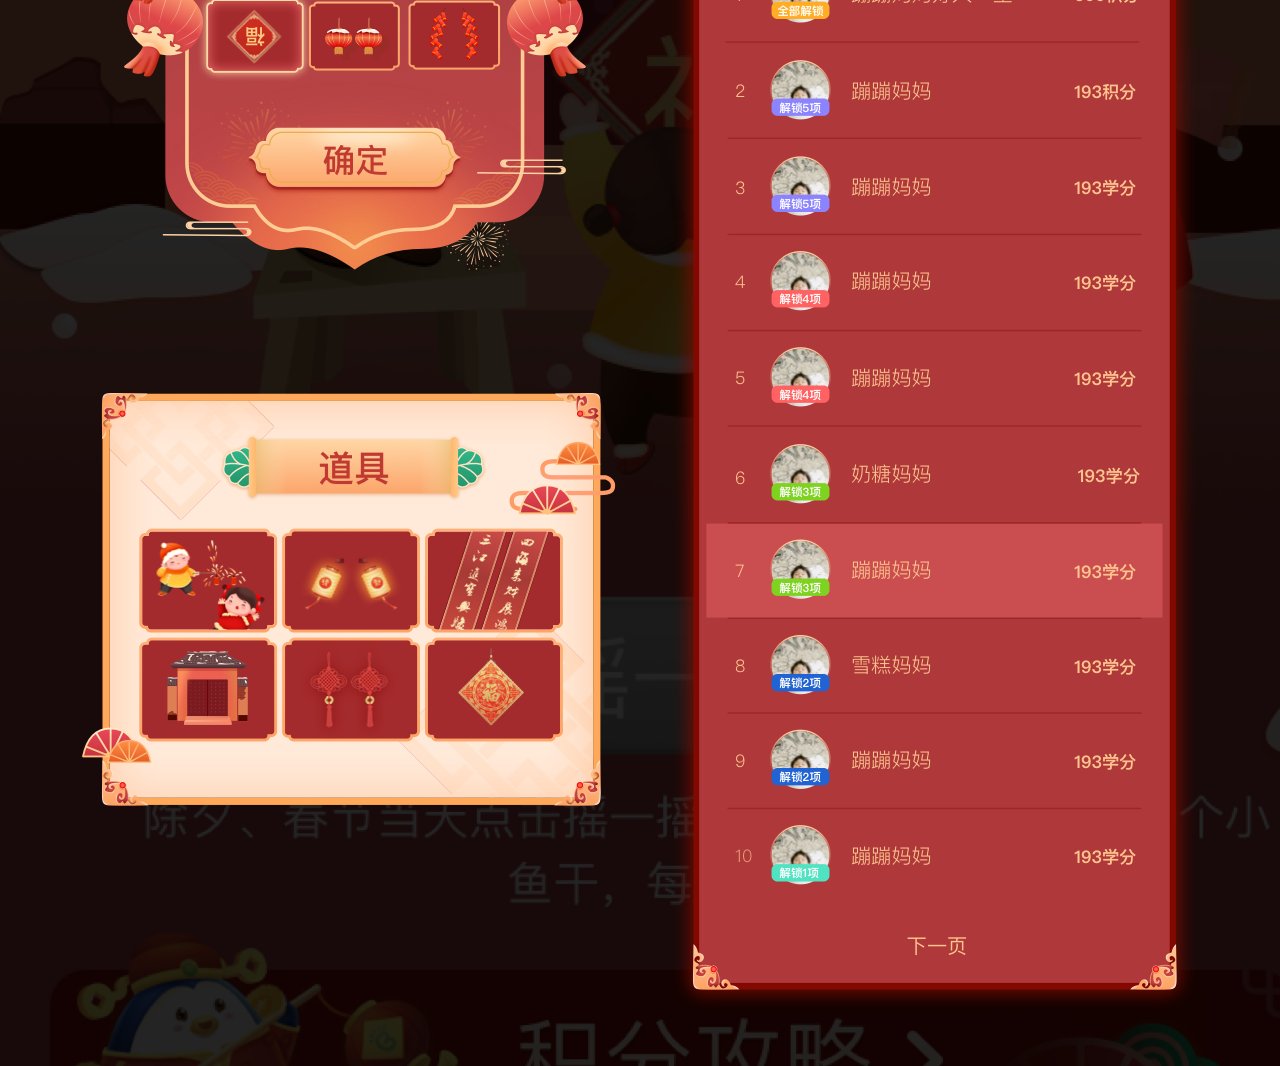 福
确定
道具
全部解锁
2
蹦蹦妈妈
193积分
解锁5项
3
蹦蹦妈妈
193学分
解锁5项
4
蹦蹦妈妈
193学分
解锁4项
5
蹦蹦妈妈
193学分
解锁4项
6
奶糖妈妈
193学分
解锁3项
7
蹦蹦妈妈
193学分
解锁3项
8
雪糕妈妈
193学分
解锁2项
9
蹦蹦妈妈
193学分
解锁2项
10
蹦蹦妈妈
193学分
解锁1项
下一页
除夕、春节当天点击摇一摇
个小
鱼干，每
积分攻略